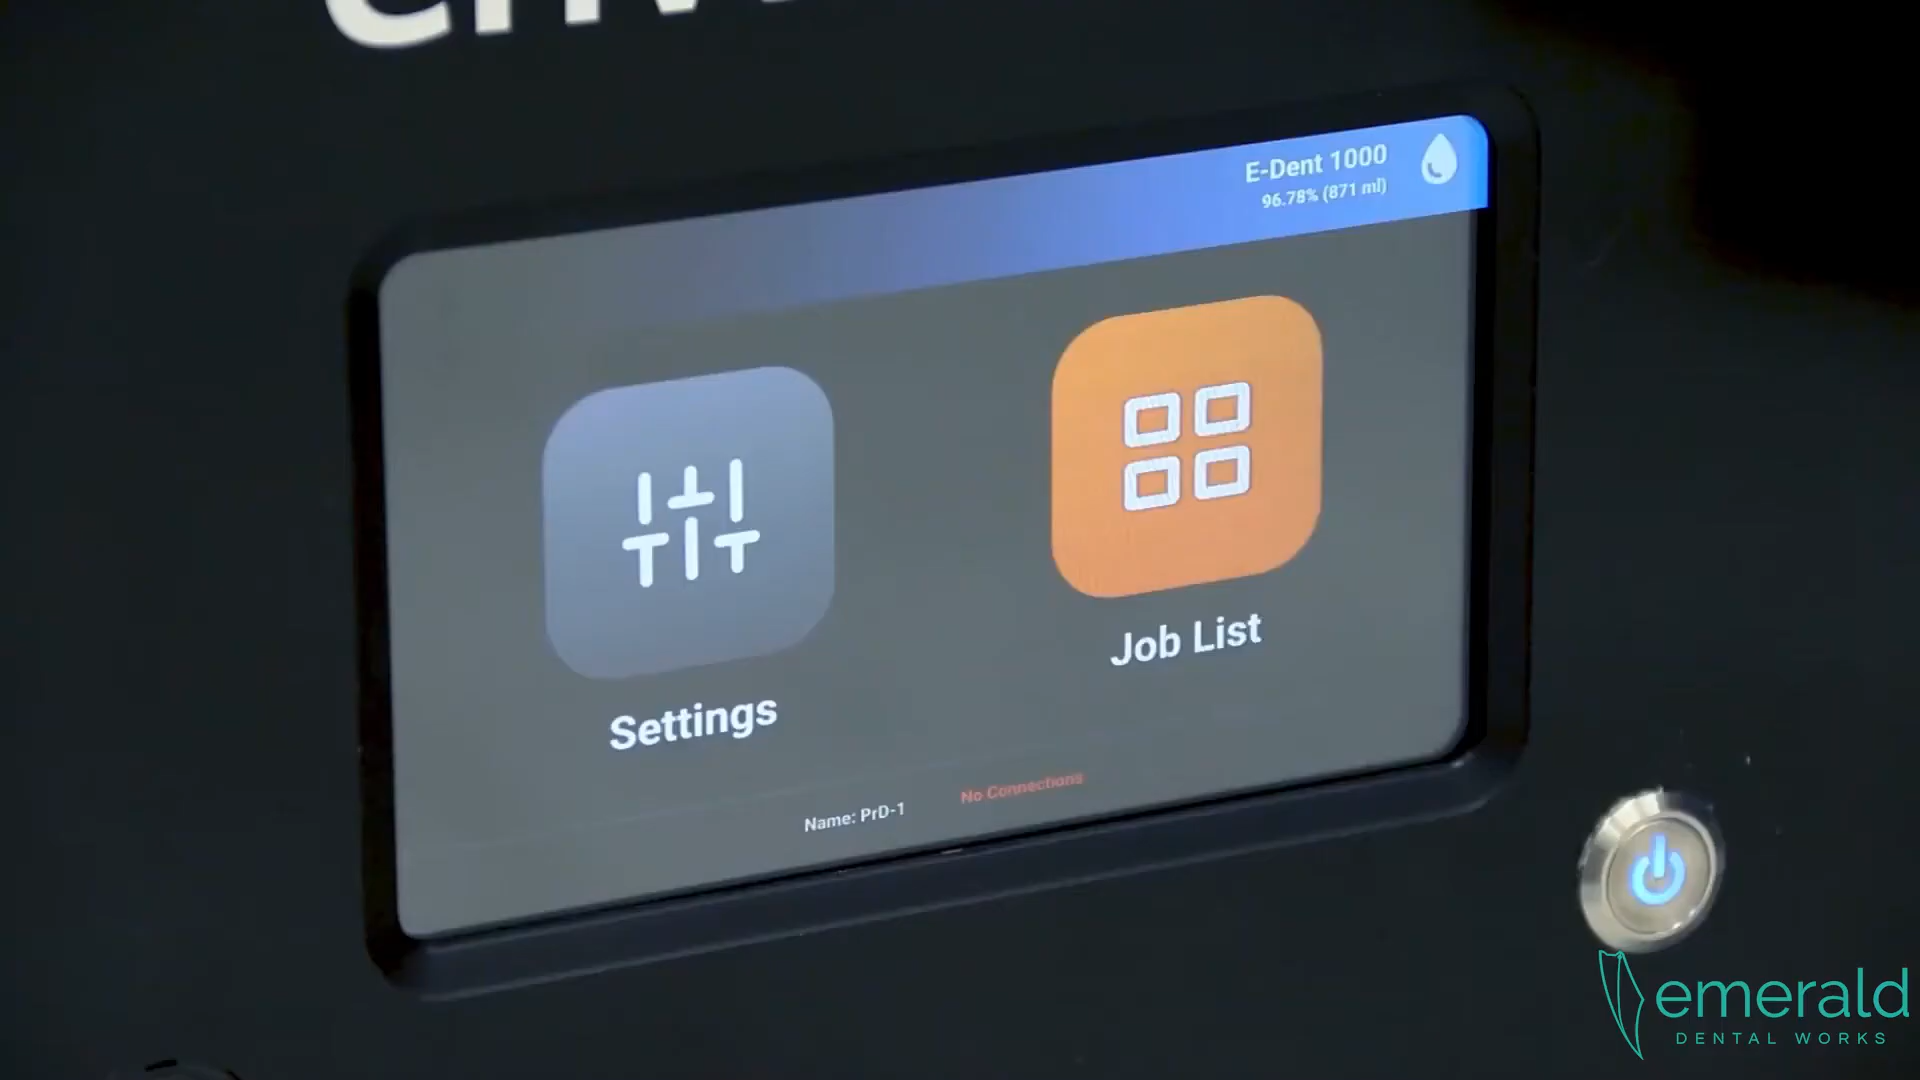 E-Dent 1000
96.78% (871 ml)
Settings
Job List
Name: PrD-1
No Connections
emerald
DENTAL WORKS